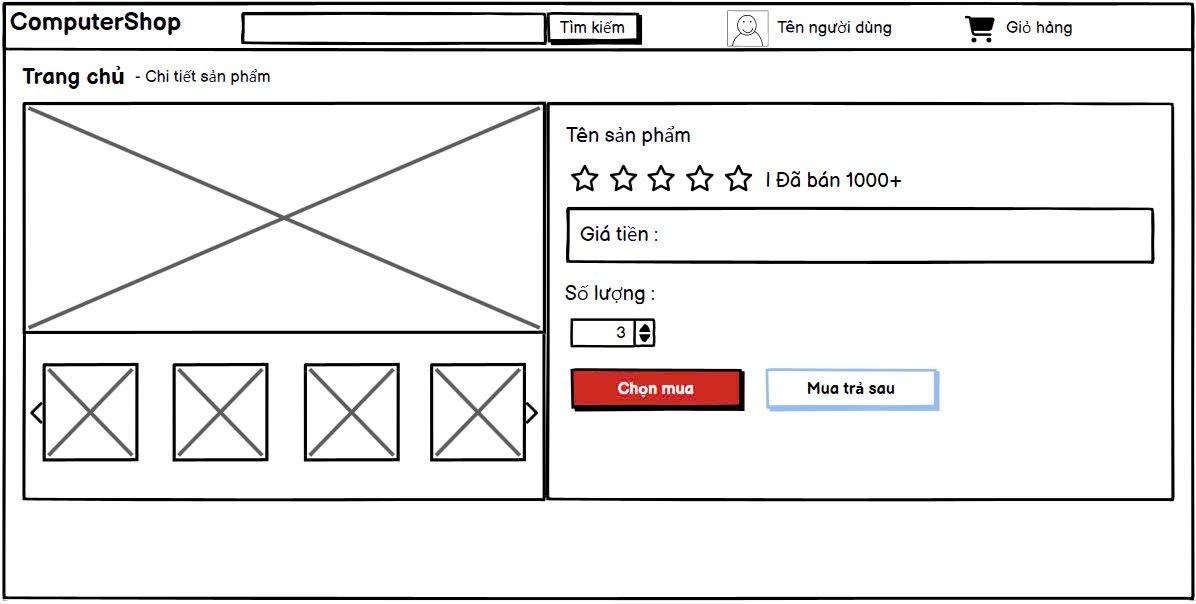 ComputerShop
Tìm kiếm
Tên người dùng
Giỏ hàng
Trang chủ - Chi tiết sản phẩm
Tên sản phẩm
| Đã bán 1000+
Giá tiền :
Số lượng :
3
Chọn mua
Mua trả sau